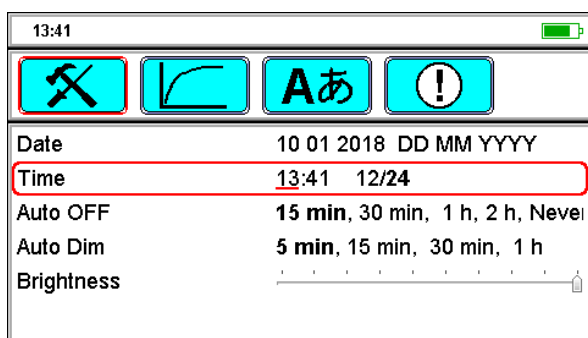 13:41
Aあ !
Date 10 01 2018 DD MM YYYY
Time 13:41 12/24
Auto OFF 15 min, 30 min, 1 h, 2 h, Never
Auto Dim 5 min, 15 min, 30 min, 1 h
Brightness